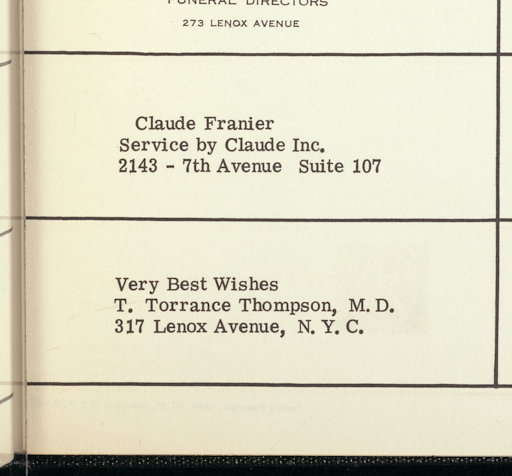 FUNERAL DIRECTORS
273 LENOX AVENUE
Claude Franier
Service by Claude Inc.
2143 - 7th Avenue Suite 107
Very Best Wishes
T. Torrance Thompson, M. D.
317 Lenox Avenue, N. Y. C.